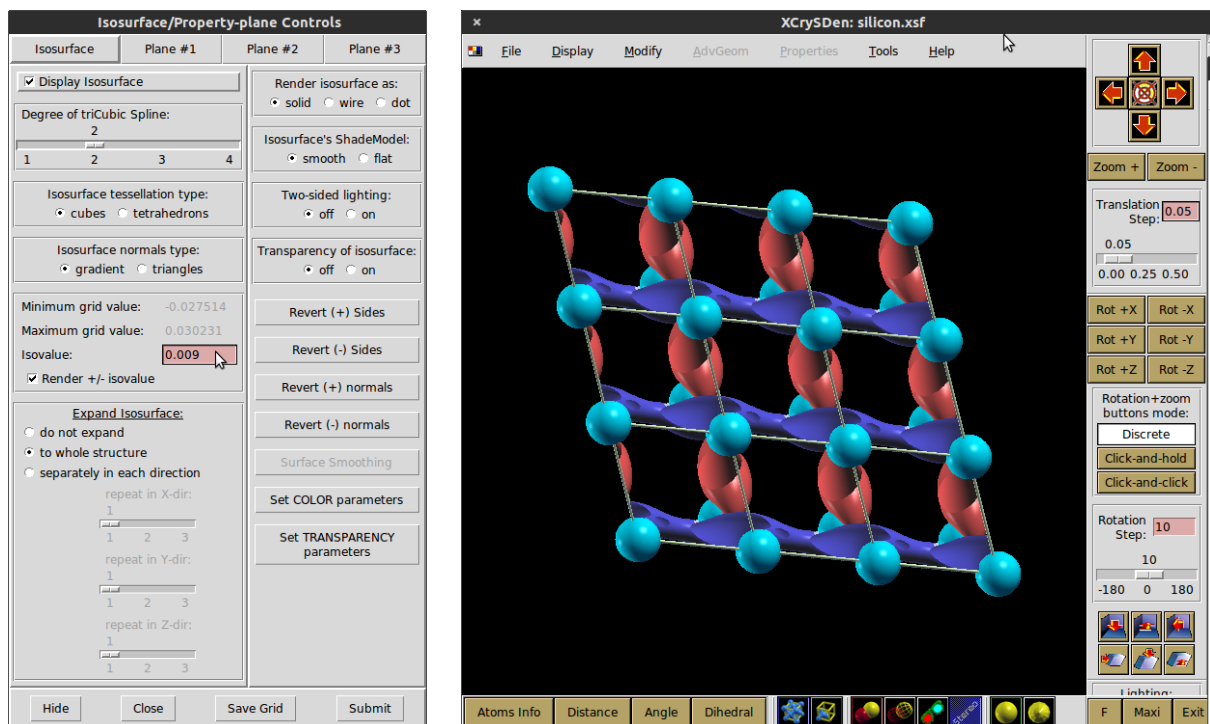 Isosurface/Property-plane Controls
Isosurface Plane #1 Plane #2 Plane #3
Display Isosurface
Degree of triCubic Spline:
2
1 2 3 4
Isosurface tessellation type:
cubes tetrahedrons
Isosurface normals type:
gradient triangles
Minimum grid value: -0.027514
Maximum grid value: 0.030231
Isovalue: 0.009
Render +/- isovalue
Expand Isosurface:
do not expand
to whole structure
separately in each direction
repeat in X-dir:
1
1 2 3
repeat in Y-dir:
1
1 2 3
repeat in Z-dir:
1
1 2 3
Render isosurface as:
solid wire dot
Isosurface's ShadeModel:
smooth flat
Two-sided lighting:
off on
Transparency of isosurface:
off on
Revert (+) Sides
Revert (-) Sides
Revert (+) normals
Revert (-) normals
Surface Smoothing
Set COLOR parameters
Set TRANSPARENCY
parameters
Hide Close Save Grid Submit
× XCrySDen: silicon.xsf
File Display Modify AdvGeom Properties Tools Help
Zoom + Zoom -
Translation
Step: 0.05
0.05
0.00 0.25 0.50
Rot +X Rot -X
Rot +Y Rot -Y
Rot +Z Rot -Z
Rotation+zoom
buttons mode:
Discrete
Click-and-hold
Click-and-click
Rotation
Step: 10
10
-180 0 180
Lighting:
Atoms Info Distance Angle Dihedral stereo F Maxi Exit